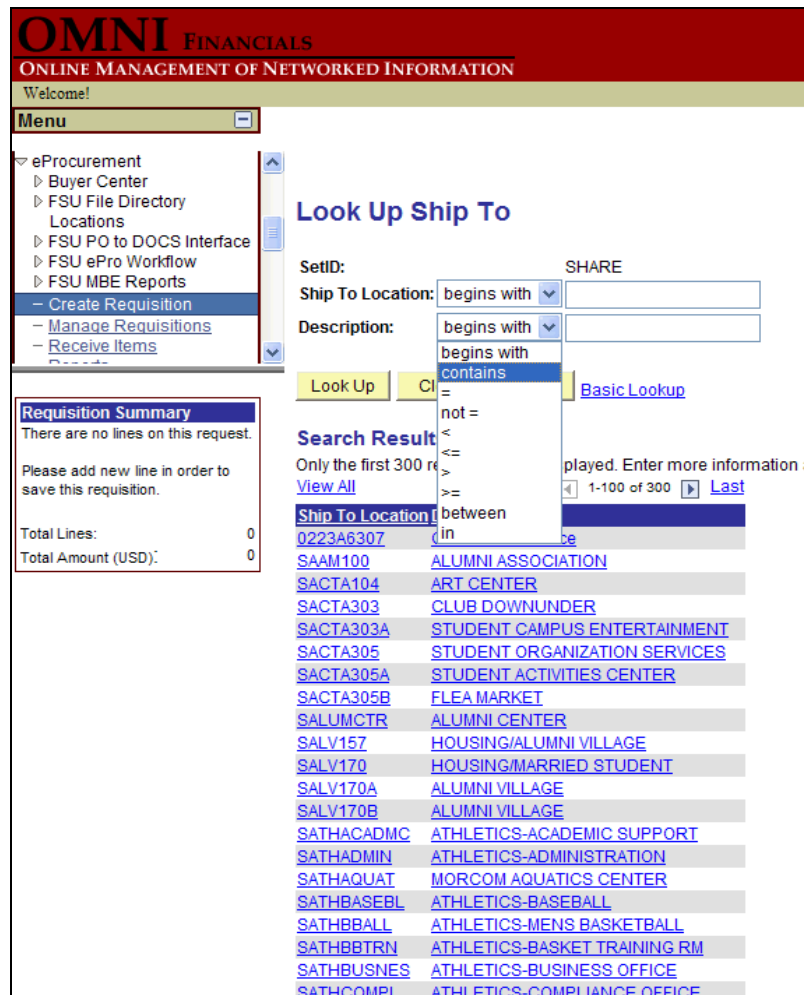 OMNI FINANCIALS
ONLINE MANAGEMENT OF NETWORKED INFORMATION
Welcome!
Menu
eProcurement
Buyer Center
FSU File Directory
Locations
FSU PO to DOCS Interface
FSU ePro Workflow
FSU MBE Reports
– Create Requisition
– Manage Requisitions
– Receive Items
Requisition Summary
There are no lines on this request.
Please add new line in order to
save this requisition.
Total Lines: 0
Total Amount (USD): 0
Look Up Ship To
SetID: SHARE
Ship To Location: begins with
Description: begins with
begins with
contains
=
not =
<
<=
>
>=
between
in
Look Up Cl Basic Lookup
Search Result
Only the first 300 re played. Enter more information
View All 1-100 of 300 Last
Ship To Location
0223A6307 ce
SAAM100 ALUMNI ASSOCIATION
SACTA104 ART CENTER
SACTA303 CLUB DOWNUNDER
SACTA303A STUDENT CAMPUS ENTERTAINMENT
SACTA305 STUDENT ORGANIZATION SERVICES
SACTA305A STUDENT ACTIVITIES CENTER
SACTA305B FLEA MARKET
SALUMCTR ALUMNI CENTER
SALV157 HOUSING/ALUMNI VILLAGE
SALV170 HOUSING/MARRIED STUDENT
SALV170A ALUMNI VILLAGE
SALV170B ALUMNI VILLAGE
SATHACADMC ATHLETICS-ACADEMIC SUPPORT
SATHADMIN ATHLETICS-ADMINISTRATION
SATHAQUAT MORCOM AQUATICS CENTER
SATHBASEBL ATHLETICS-BASEBALL
SATHBBALL ATHLETICS-MENS BASKETBALL
SATHBBTRN ATHLETICS-BASKET TRAINING RM
SATHBUSNES ATHLETICS-BUSINESS OFFICE
SATHCOMPL ATHLETICS-COMPLIANCE OFFICE